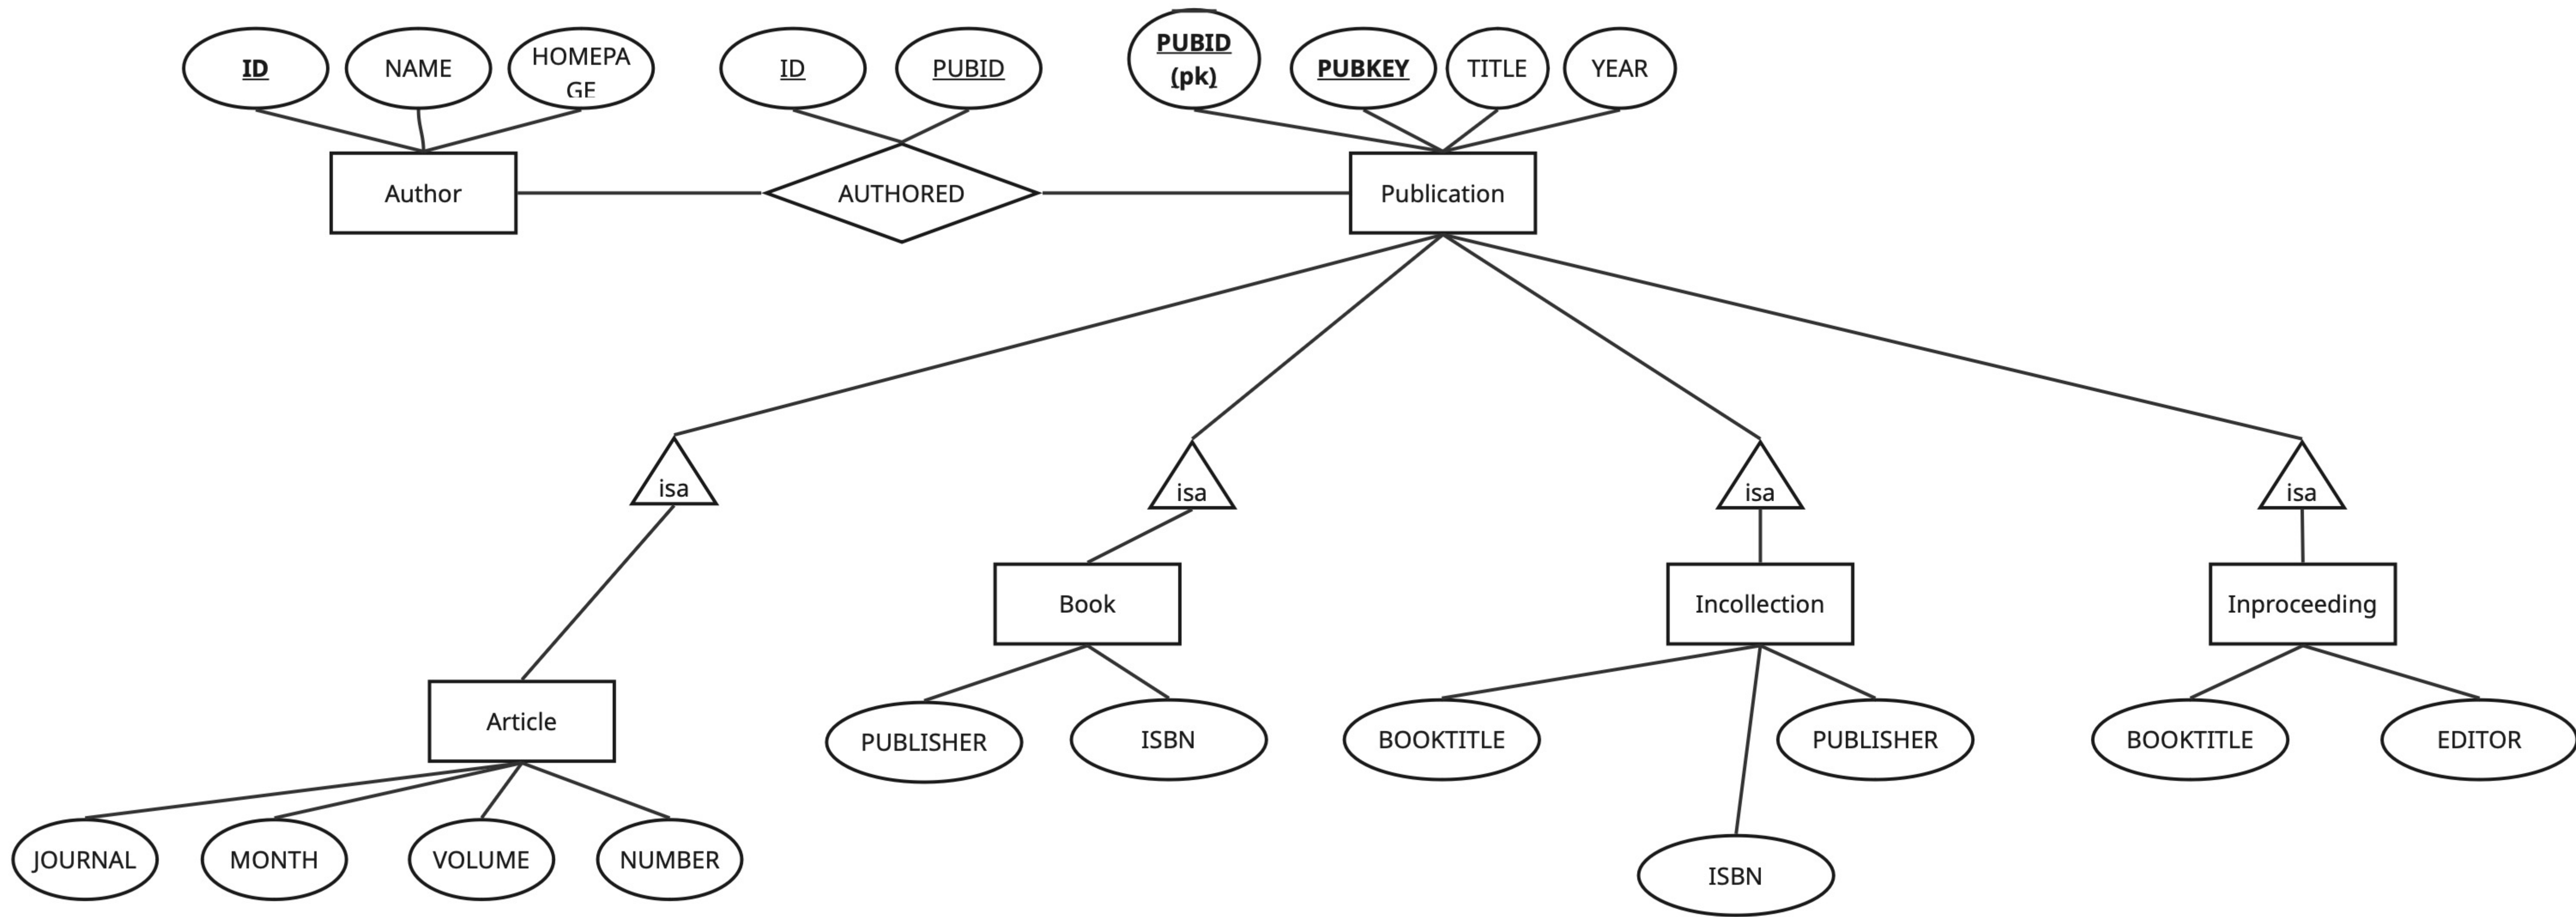 ID
NAME
HOMEPA
GE
ID
PUBID
PUBID
(pk)
PUBKEY
TITLE
YEAR
Author
AUTHORED
Publication
isa
isa
isa
isa
Book
Incollection
Inproceeding
Article
PUBLISHER
ISBN
BOOKTITLE
PUBLISHER
BOOKTITLE
EDITOR
JOURNAL
MONTH
VOLUME
NUMBER
ISBN